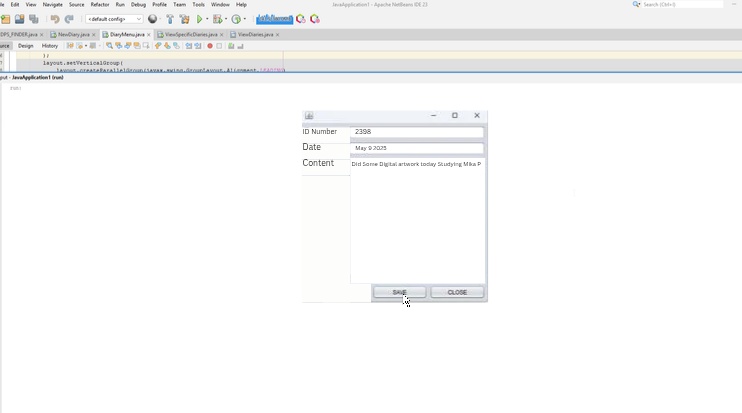 le Edit View Navigate Source Refactor Run Debug Profile Team Tools Window Help
JavaApplication1 - Apache NetBeans IDE 23
Search (Ctrl+I)
<default config>
OPS_FINDER.java x NewDiary.java x DiaryMenu.java x ViewSpecificDiaries.java x ViewDiaries.java x
ource Design History
);
layout.setVerticalGroup(
layout.createParallelGroup(javax.swing.GroupLayout.Alignment.LEADING)
put - JavaApplication1 (run)
run:
ID Number 2398
Date May 9 2025
Content Did Some Digital artwork today Studying Mika P
SAVE CLOSE